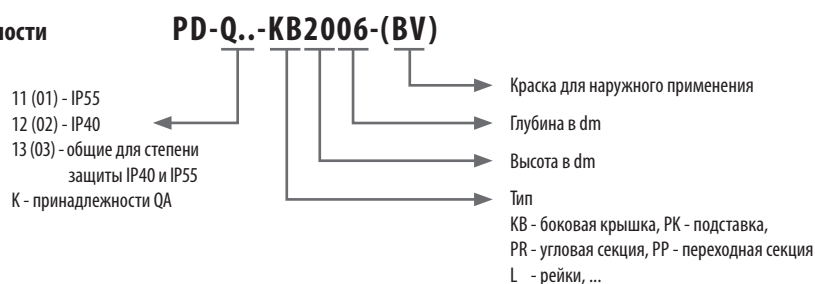 ности
PD-Q..-KB2006-(BV)
11 (01) - IP55
12 (02) - IP40
13 (03) - общие для степени
защиты IP40 и IP55
K - принадлежности QA
Краска для наружного применения
Глубина в dm
Высота в dm
Тип
KB - боковая крышка, PK - подставка,
PR - угловая секция, PP - переходная секция
L - рейки, ...